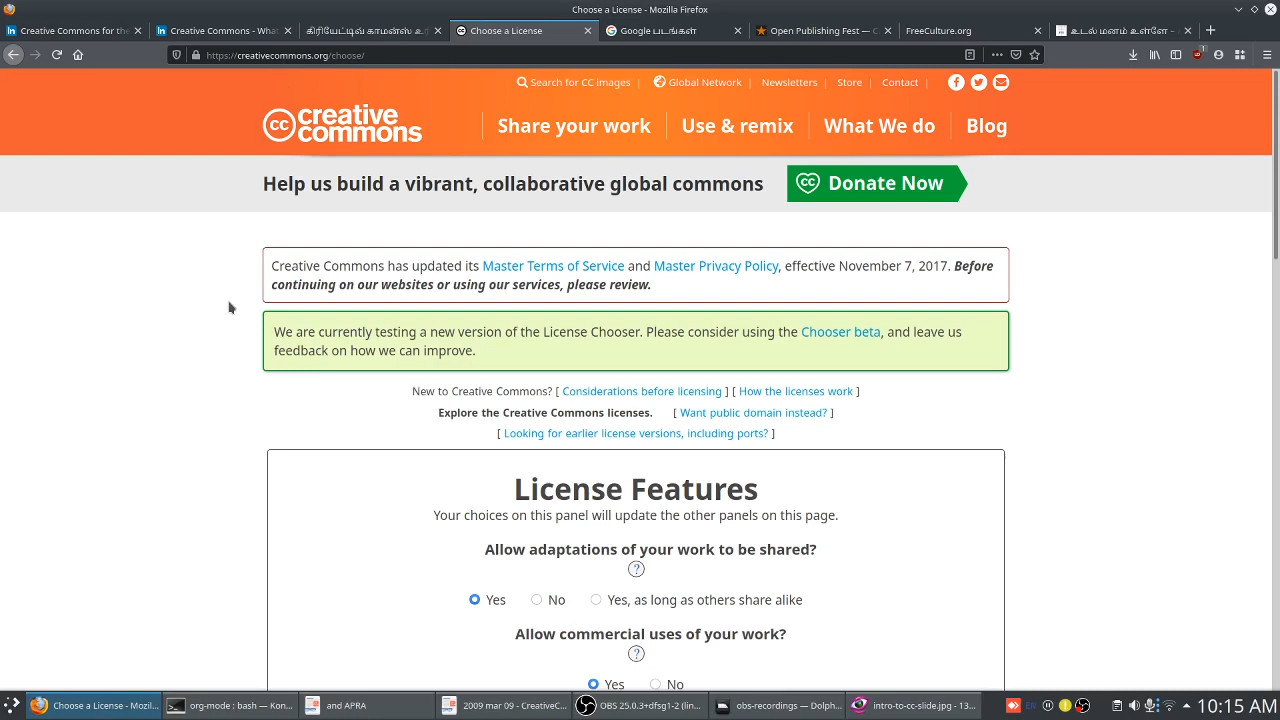 Choose a License - Mozilla Firefox
Creative Commons for the
Creative Commons - What
கிரியேட்டிவ் காமன்ஸ் உ
Choose a License
Google படங்கள்
Open Publishing Fest — C
FreeCulture.org
உடல் மனம் உள்ளே -
https://creativecommons.org/choose/
1
Search for CC images
Global Network
Newsletters
Store
Contact
cc creative commons
Share your work
Use & remix
What We do
Blog
Help us build a vibrant, collaborative global commons
Donate Now
Creative Commons has updated its Master Terms of Service and Master Privacy Policy, effective November 7, 2017. Before
continuing on our websites or using our services, please review.
We are currently testing a new version of the License Chooser. Please consider using the Chooser beta, and leave us
feedback on how we can improve.
New to Creative Commons? [ Considerations before licensing ] [ How the licenses work ]
Explore the Creative Commons licenses. [ Want public domain instead? ]
[ Looking for earlier license versions, including ports? ]
License Features
Your choices on this panel will update the other panels on this page.
Allow adaptations of your work to be shared?
?
Yes No Yes, as long as others share alike
Allow commercial uses of your work?
?
Yes No
Choose a License - Mozil...
org-mode : bash — Kon...
and APRA
2009 mar 09 - CreativeC...
OBS 25.0.3+dfsg1-2 (lin...
obs-recordings — Dolph...
intro-to-cc-slide.jpg - 13...
EN
10:15 AM